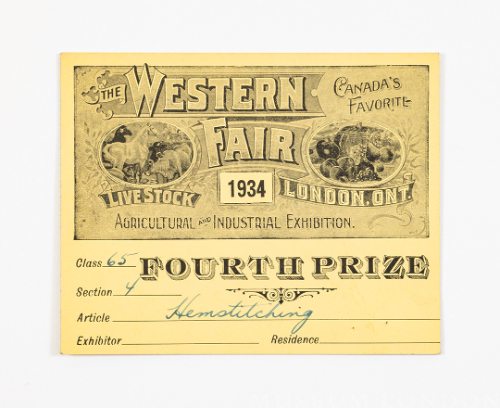 THE WESTERN FAIR
CANADA'S FAVORITE
LIVE STOCK
1934
LONDON, ONT.
AGRICULTURAL AND INDUSTRIAL EXHIBITION.
Class 65 FOURTH PRIZE
Section 4
Article Hemstitching
Exhibitor Residence